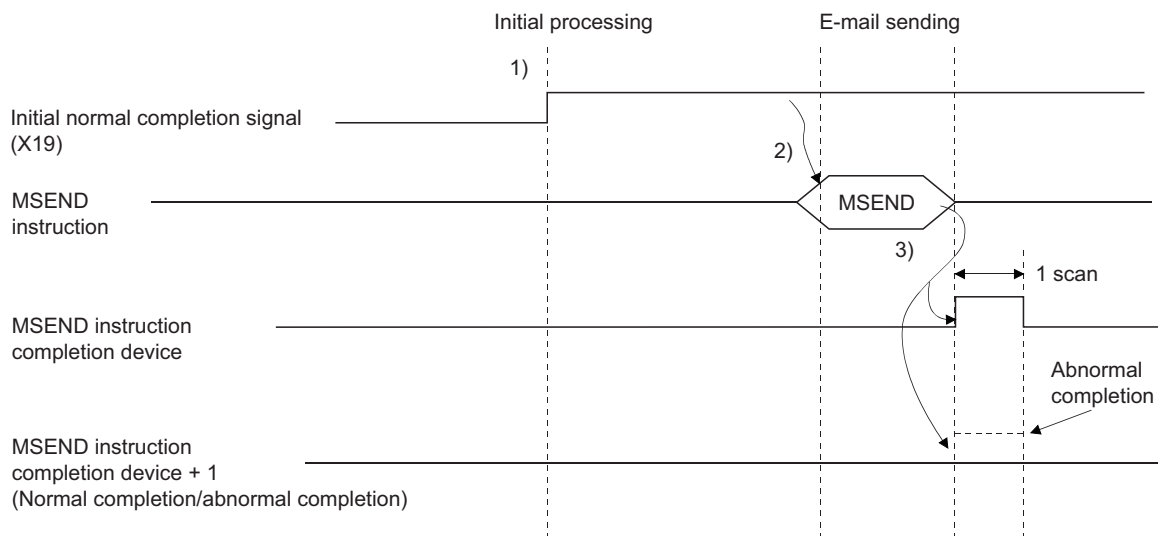 Initial processing
E-mail sending
1)
Initial normal completion signal
(X19)
2)
MSEND
instruction
MSEND
3)
1 scan
MSEND instruction
completion device
Abnormal
completion
MSEND instruction
completion device + 1
(Normal completion/abnormal completion)